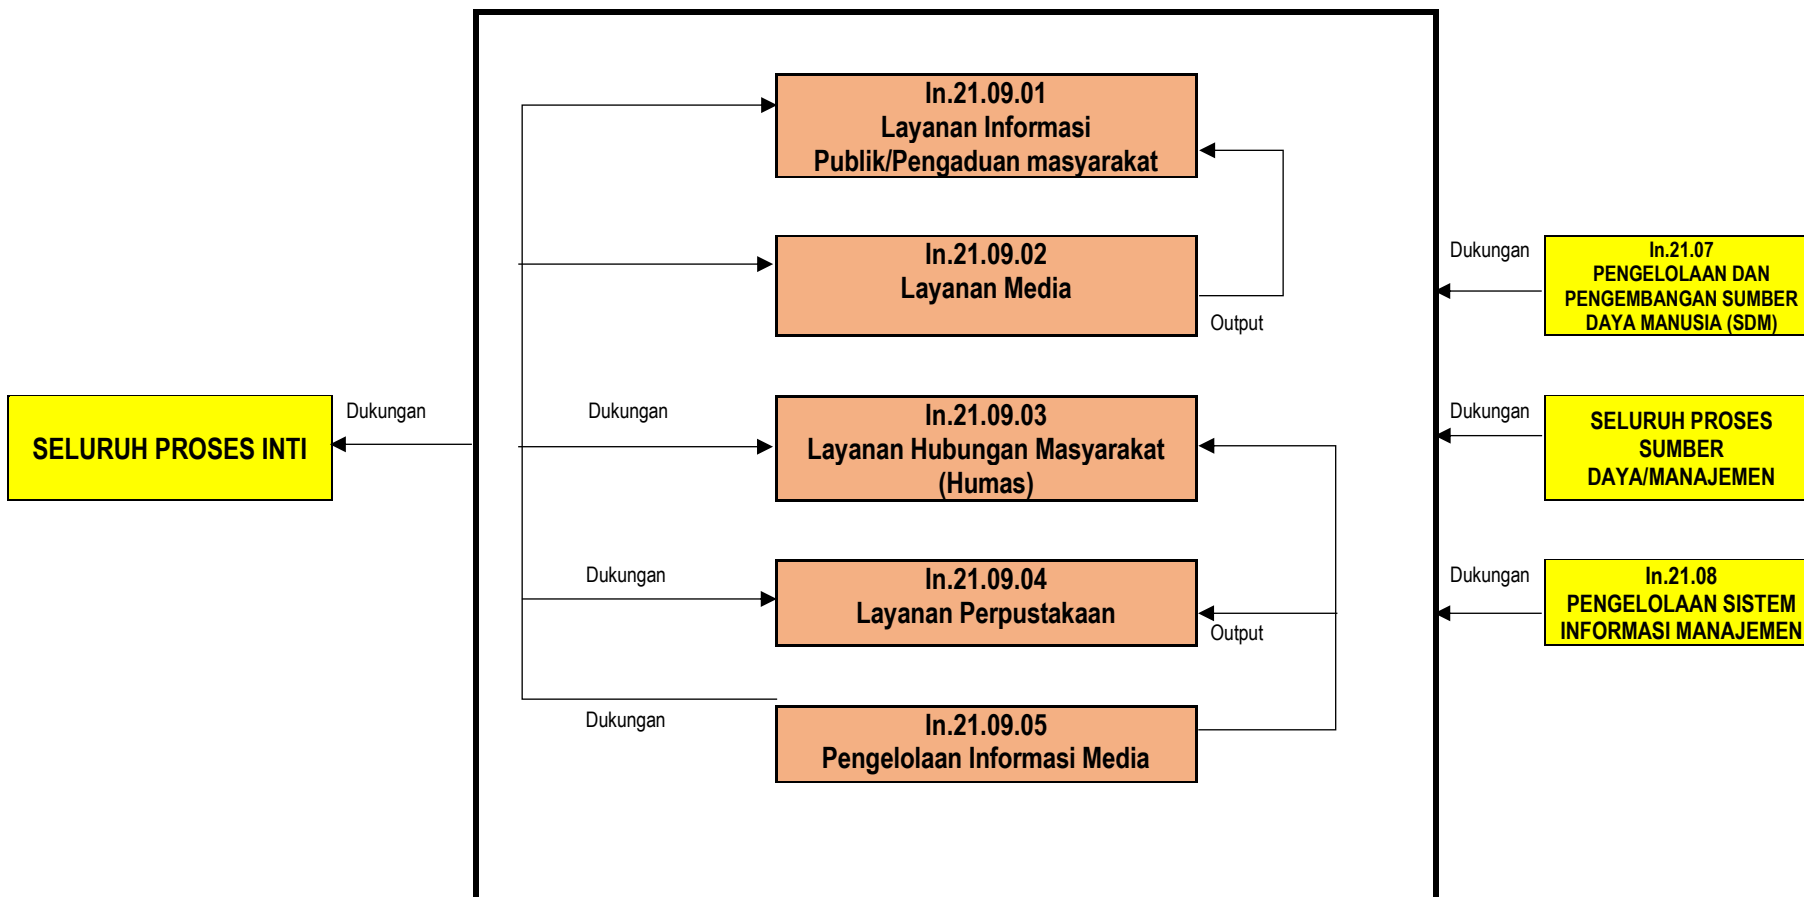 In.21.09.01
Layanan Informasi
Publik/Pengaduan masyarakat
In.21.09.02
Layanan Media
Output
Dukungan
In.21.07
PENGELOLAAN DAN
PENGEMBANGAN SUMBER
DAYA MANUSIA (SDM)
SELURUH PROSES INTI
Dukungan
Dukungan
In.21.09.03
Layanan Hubungan Masyarakat
(Humas)
Dukungan
SELURUH PROSES
SUMBER
DAYA/MANAJEMEN
Dukungan
In.21.09.04
Layanan Perpustakaan
Output
Dukungan
In.21.08
PENGELOLAAN SISTEM
INFORMASI MANAJEMEN
Dukungan
In.21.09.05
Pengelolaan Informasi Media